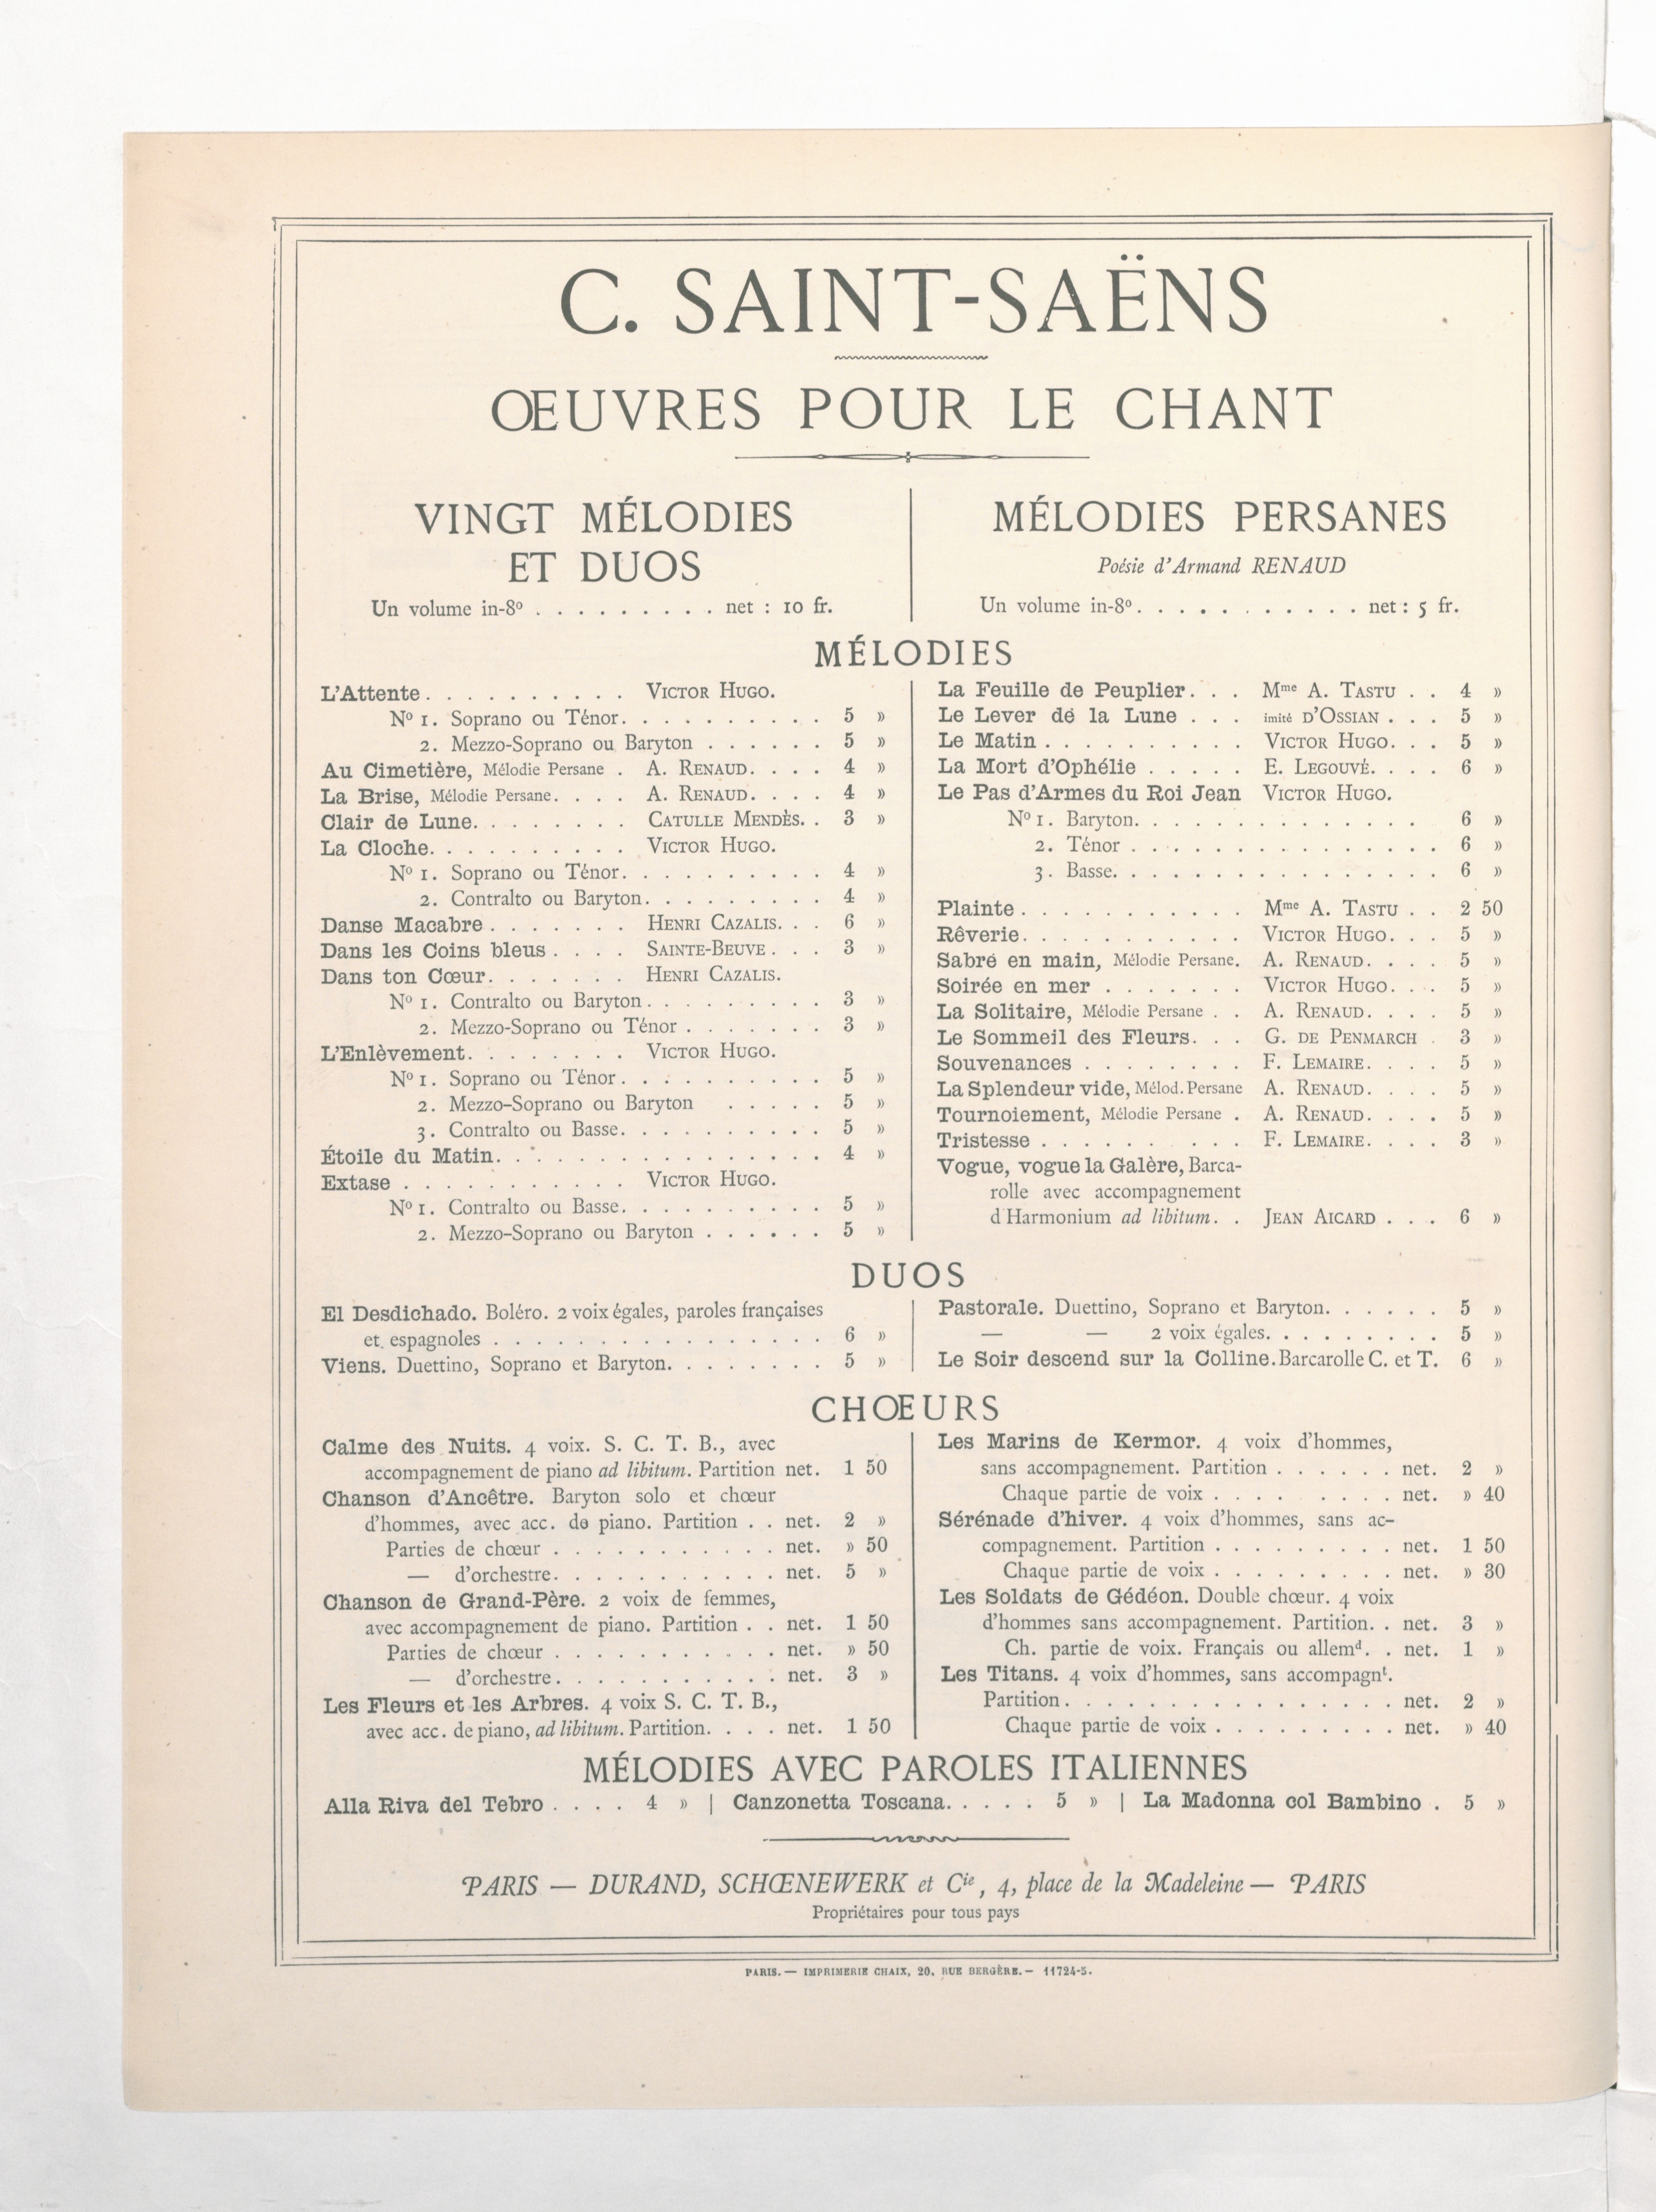 C. SAINT-SAËNS
ŒUVRES POUR LE CHANT
VINGT MÉLODIES
ET DUOS
Un volume in-8º . . . . . . . . . net : 10 fr.
MÉLODIES PERSANES
Poésie d'Armand RENAUD
Un volume in-8º. . . . . . . . . . . . net : 5 fr.
MÉLODIES
L'Attente. . . . . . . . . . VICTOR HUGO.
Nº 1. Soprano ou Ténor. . . . . . . . . . 5 »
2. Mezzo-Soprano ou Baryton . . . . . . 5 »
Au Cimetière, Mélodie Persane . A. RENAUD. . . . 4 »
La Brise, Mélodie Persane. . . . A. RENAUD. . . . 4 »
Clair de Lune. . . . . . . . CATULLE MENDÈS. . 3 »
La Cloche. . . . . . . . . . VICTOR HUGO.
Nº 1. Soprano ou Ténor. . . . . . . . . . 4 »
2. Contralto ou Baryton. . . . . . . . . 4 »
Danse Macabre . . . . . . . HENRI CAZALIS. . . 6 »
Dans les Coins bleus . . . . SAINTE-BEUVE . . . 3 »
Dans ton Cœur. . . . . . . HENRI CAZALIS.
Nº 1. Contralto ou Baryton. . . . . . . . . 3 »
2. Mezzo-Soprano ou Ténor . . . . . . . 3 »
L'Enlèvement. . . . . . . . VICTOR HUGO.
Nº 1. Soprano ou Ténor. . . . . . . . . . 5 »
2. Mezzo-Soprano ou Baryton . . . . . 5 »
3. Contralto ou Basse. . . . . . . . . . 5 »
Étoile du Matin. . . . . . . . . . . . . . . . 4 »
Extase . . . . . . . . . . . VICTOR HUGO.
Nº 1. Contralto ou Basse. . . . . . . . . . 5 »
2. Mezzo-Soprano ou Baryton . . . . . . 5 »
La Feuille de Peuplier. . . Mme A. TASTU . . 4 »
Le Lever de la Lune . . . imité D'OSSIAN . . . 5 »
Le Matin . . . . . . . . . . VICTOR HUGO. . . 5 »
La Mort d'Ophélie . . . . . E. LEGOUVÉ. . . . 6 »
Le Pas d'Armes du Roi Jean VICTOR HUGO.
Nº 1. Baryton. . . . . . . . . . . . . . 6 »
2. Ténor . . . . . . . . . . . . . . . . 6 »
3. Basse. . . . . . . . . . . . . . . . . 6 »
Plainte . . . . . . . . . . . Mme A. TASTU . . 2 50
Rêverie. . . . . . . . . . . VICTOR HUGO. . . 5 »
Sabre en main, Mélodie Persane. A. RENAUD. . . . 5 »
Soirée en mer . . . . . . . VICTOR HUGO. . . 5 »
La Solitaire, Mélodie Persane . . A. RENAUD. . . . 5 »
Le Sommeil des Fleurs. . . G. DE PENMARCH . 3 »
Souvenances . . . . . . . . F. LEMAIRE. . . . 5 »
La Splendeur vide, Mélod. Persane A. RENAUD. . . . 5 »
Tournoiement, Mélodie Persane . A. RENAUD. . . . 5 »
Tristesse . . . . . . . . . . F. LEMAIRE. . . . 3 »
Vogue, vogue la Galère, Barca-
rolle avec accompagnement
d'Harmonium ad libitum. . JEAN AICARD . . . 6 »
DUOS
El Desdichado. Boléro. 2 voix égales, paroles françaises
et espagnoles . . . . . . . . . . . . . . . . 6 »
Viens. Duettino, Soprano et Baryton. . . . . . . . 5 »
Pastorale. Duettino, Soprano et Baryton. . . . . . 5 »
— — 2 voix égales. . . . . . . . . 5 »
Le Soir descend sur la Colline. Barcarolle C. et T. 6 »
CHŒURS
Calme des Nuits. 4 voix. S. C. T. B., avec
accompagnement de piano ad libitum. Partition net. 1 50
Chanson d'Ancêtre. Baryton solo et chœur
d'hommes, avec acc. de piano. Partition . . net. 2 »
Parties de chœur . . . . . . . . . . . net. » 50
— d'orchestre. . . . . . . . . . . net. 5 »
Chanson de Grand-Père. 2 voix de femmes,
avec accompagnement de piano. Partition . . net. 1 50
Parties de chœur . . . . . . . . . . . net. » 50
— d'orchestre. . . . . . . . . . . net. 3 »
Les Fleurs et les Arbres. 4 voix S. C. T. B.,
avec acc. de piano, ad libitum. Partition. . . . net. 1 50
Les Marins de Kermor. 4 voix d'hommes,
sans accompagnement. Partition . . . . . . net. 2 »
Chaque partie de voix . . . . . . . . net. » 40
Sérénade d'hiver. 4 voix d'hommes, sans ac-
compagnement. Partition . . . . . . . . . net. 1 50
Chaque partie de voix . . . . . . . . . net. » 30
Les Soldats de Gédéon. Double chœur. 4 voix
d'hommes sans accompagnement. Partition. . net. 3 »
Ch. partie de voix. Français ou allemd. . net. 1 »
Les Titans. 4 voix d'hommes, sans accompagnt.
Partition. . . . . . . . . . . . . . . . . net. 2 »
Chaque partie de voix . . . . . . . . . net. » 40
MÉLODIES AVEC PAROLES ITALIENNES
Alla Riva del Tebro . . . . 4 » | Canzonetta Toscana. . . . . 5 » | La Madonna col Bambino . 5 »
PARIS — DURAND, SCHŒNEWERK et Cie, 4, place de la Madeleine — PARIS
Propriétaires pour tous pays
PARIS. — IMPRIMERIE CHAIX, 20, RUE BERGÈRE. — 11724-5.